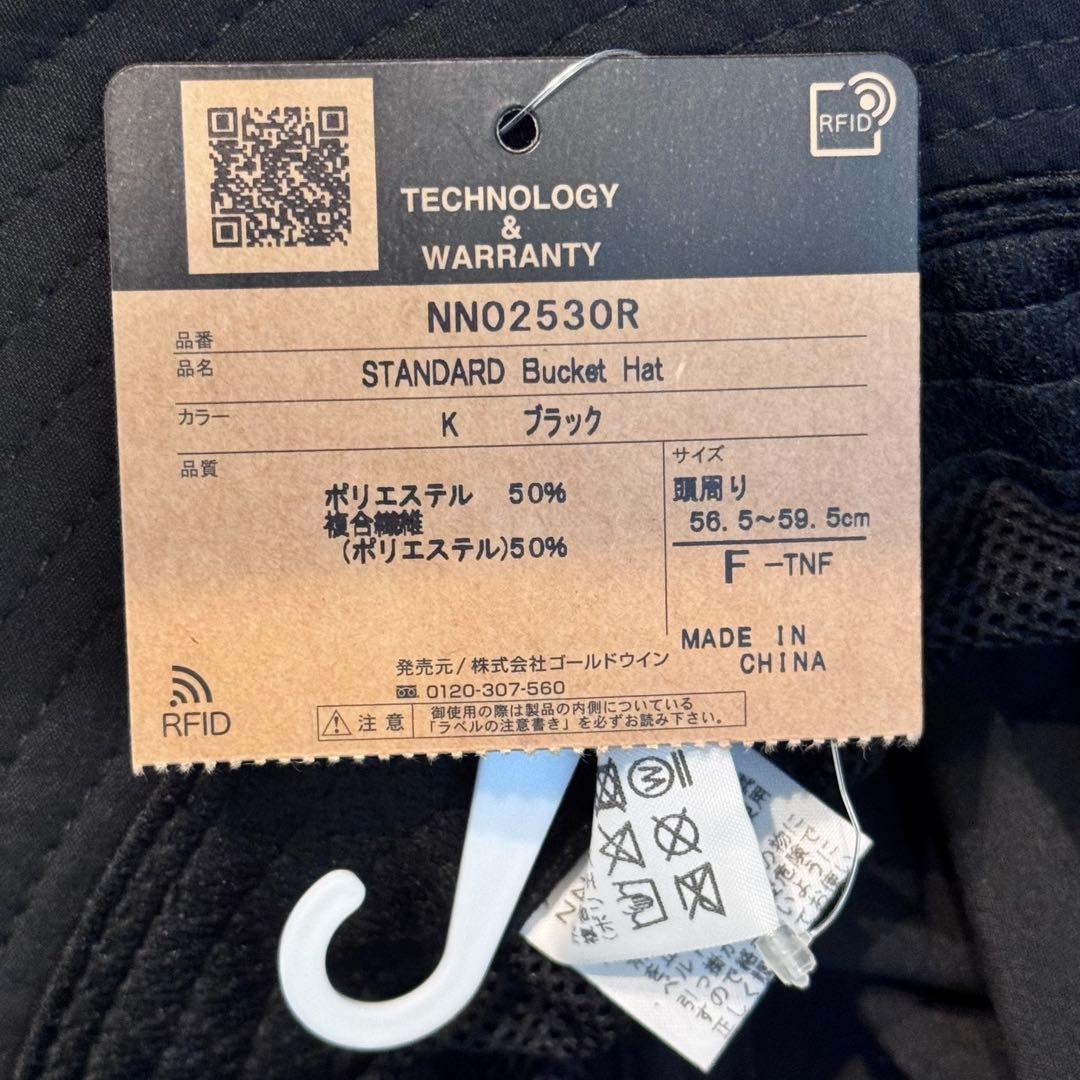 RFID
TECHNOLOGY
&
WARRANTY
品番 NN02530R
品名 STANDARD Bucket Hat
カラー K ブラック
品質
ポリエステル 50%
複合繊維
(ポリエステル)50%
サイズ
頭周り
56.5～59.5cm
F -TNF
MADE IN
CHINA
発売元/株式会社ゴールドウイン
0120-307-560
RFID
注意 御使用の際は製品の内側についている
「ラベルの注意書き」を必ずお読み下さい。
M